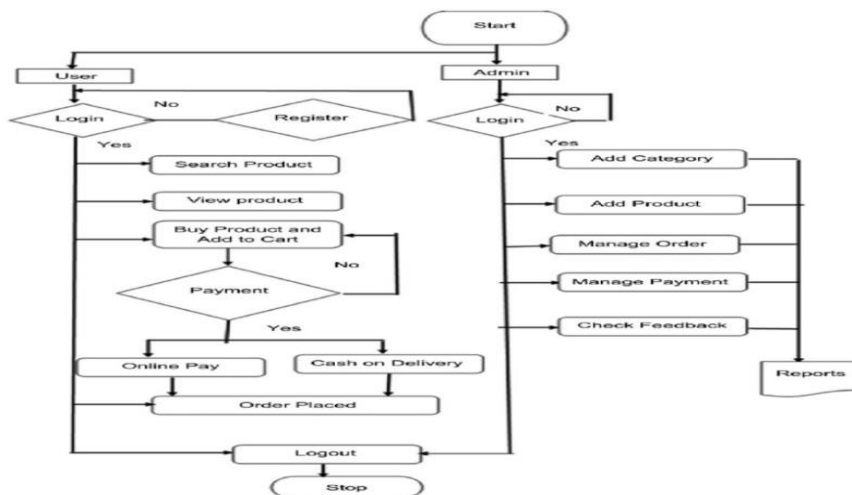 Start
User
Admin
Login
No
Register
Login
No
Yes
Yes
Search Product
Add Category
View product
Add Product
Buy Product and
Add to Cart
Manage Order
No
Payment
Manage Payment
Yes
Check Feedback
Online Pay
Cash on Delivery
Reports
Order Placed
Logout
Stop